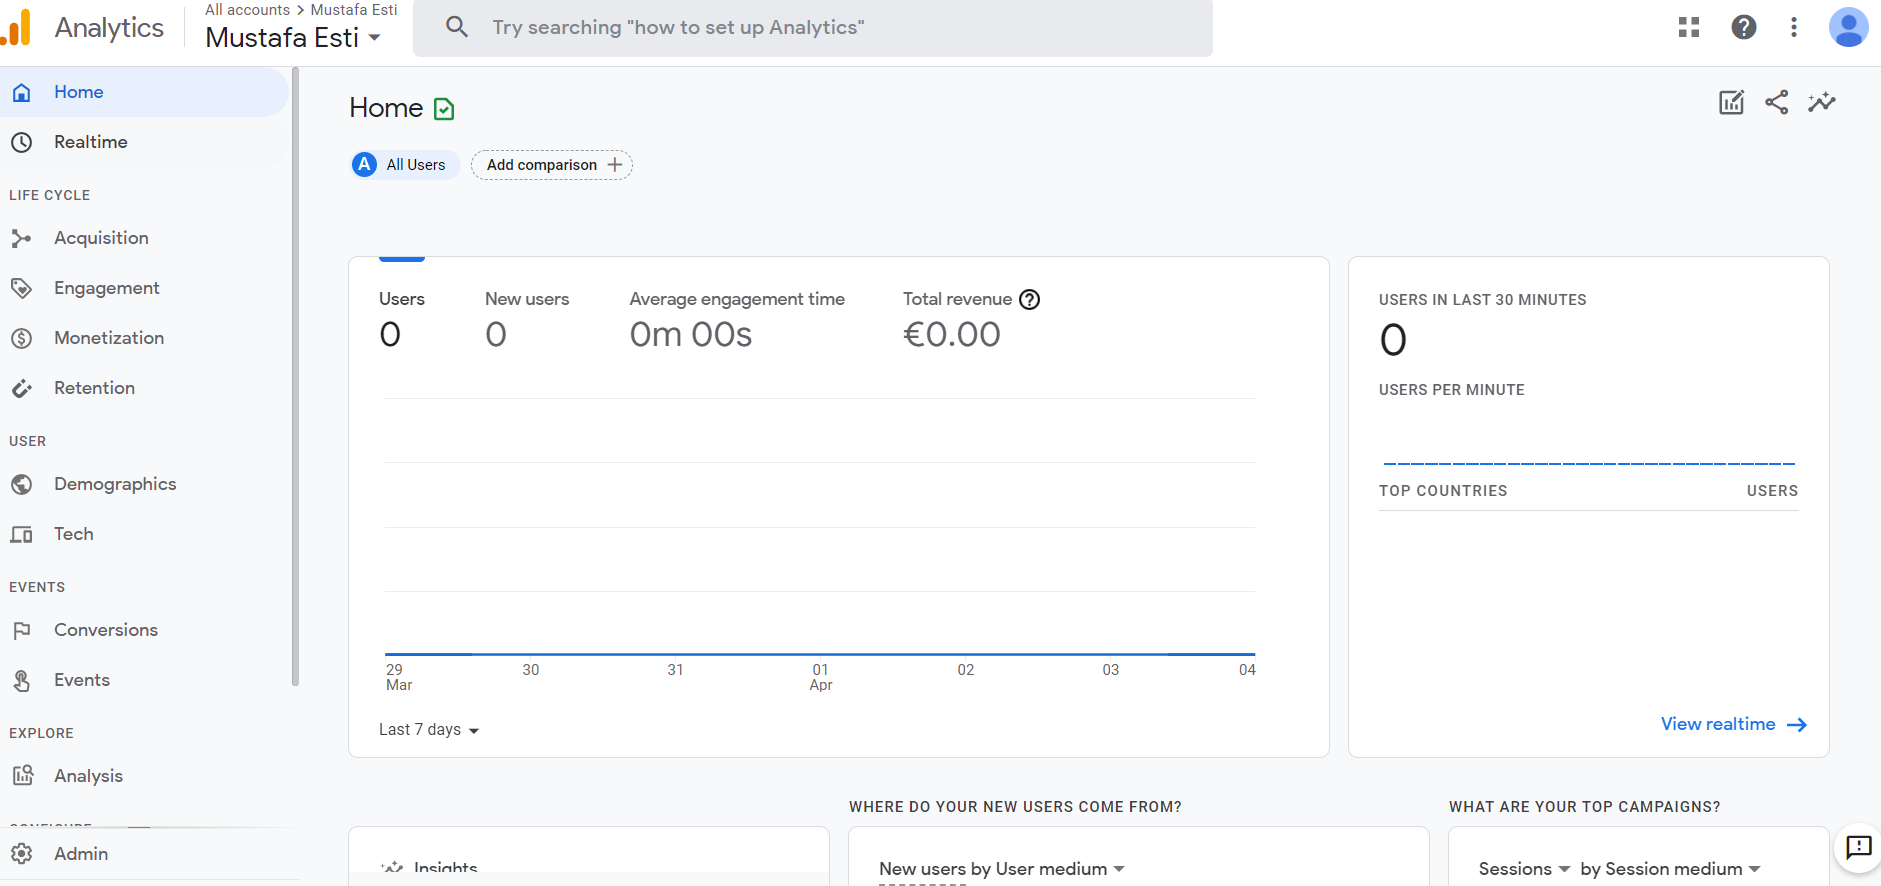 Analytics
All accounts > Mustafa Esti
Mustafa Esti
Try searching "how to set up Analytics"
Home
Realtime
LIFE CYCLE
Acquisition
Engagement
Monetization
Retention
USER
Demographics
Tech
EVENTS
Conversions
Events
EXPLORE
Analysis
CONFIGURE
Admin
Home
A All Users
Add comparison +
Users
0
New users
0
Average engagement time
0m 00s
Total revenue
€0.00
29 Mar
30
31
01 Apr
02
03
04
Last 7 days
USERS IN LAST 30 MINUTES
0
USERS PER MINUTE
TOP COUNTRIES USERS
View realtime
Insights
WHERE DO YOUR NEW USERS COME FROM?
New users by User medium
WHAT ARE YOUR TOP CAMPAIGNS?
Sessions by Session medium